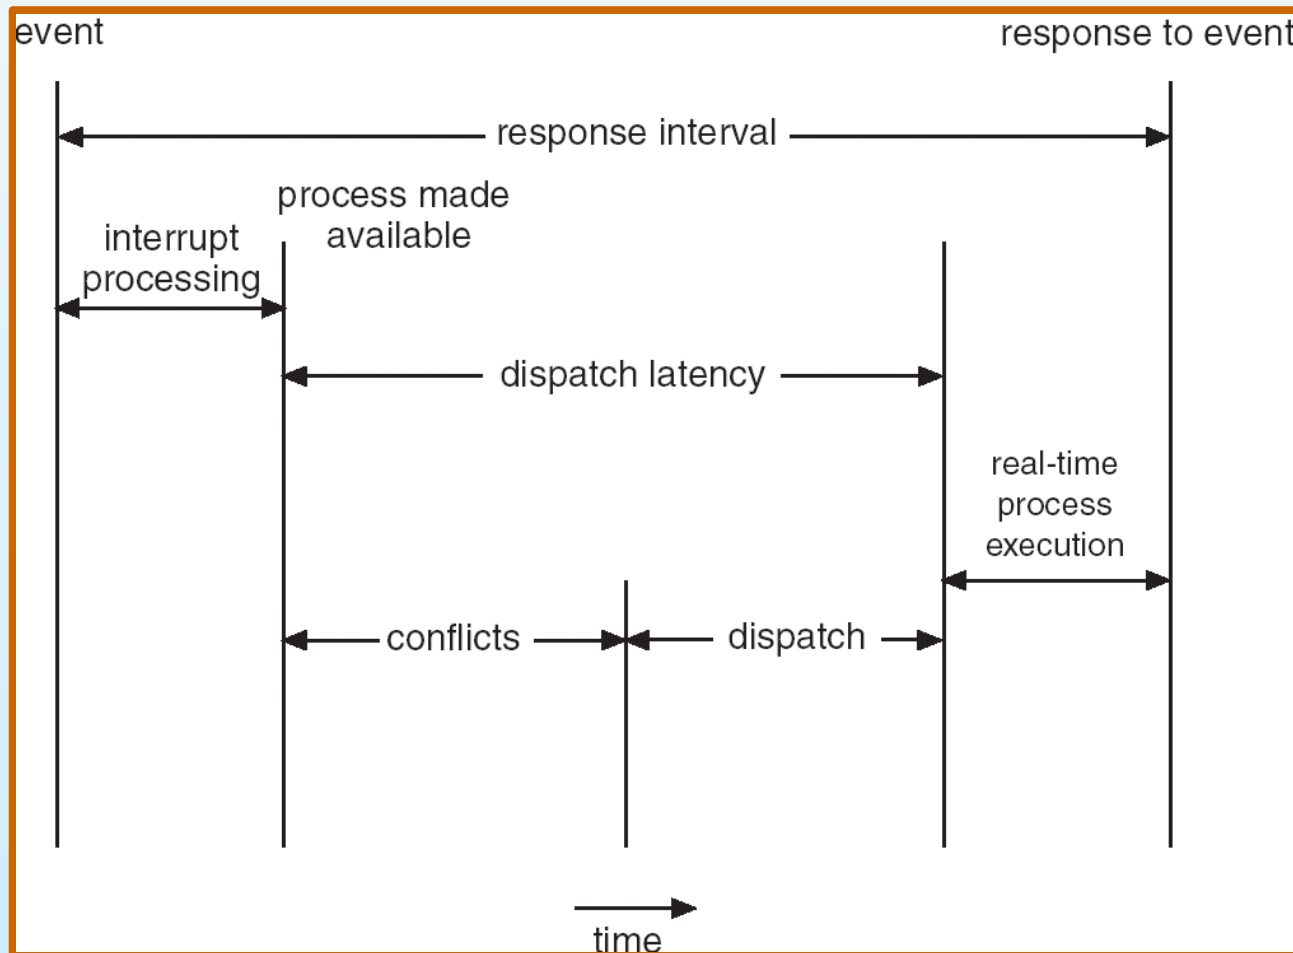 event
response to event
response interval
process made
available
interrupt
processing
dispatch latency
real-time
process
execution
conflicts
dispatch
time